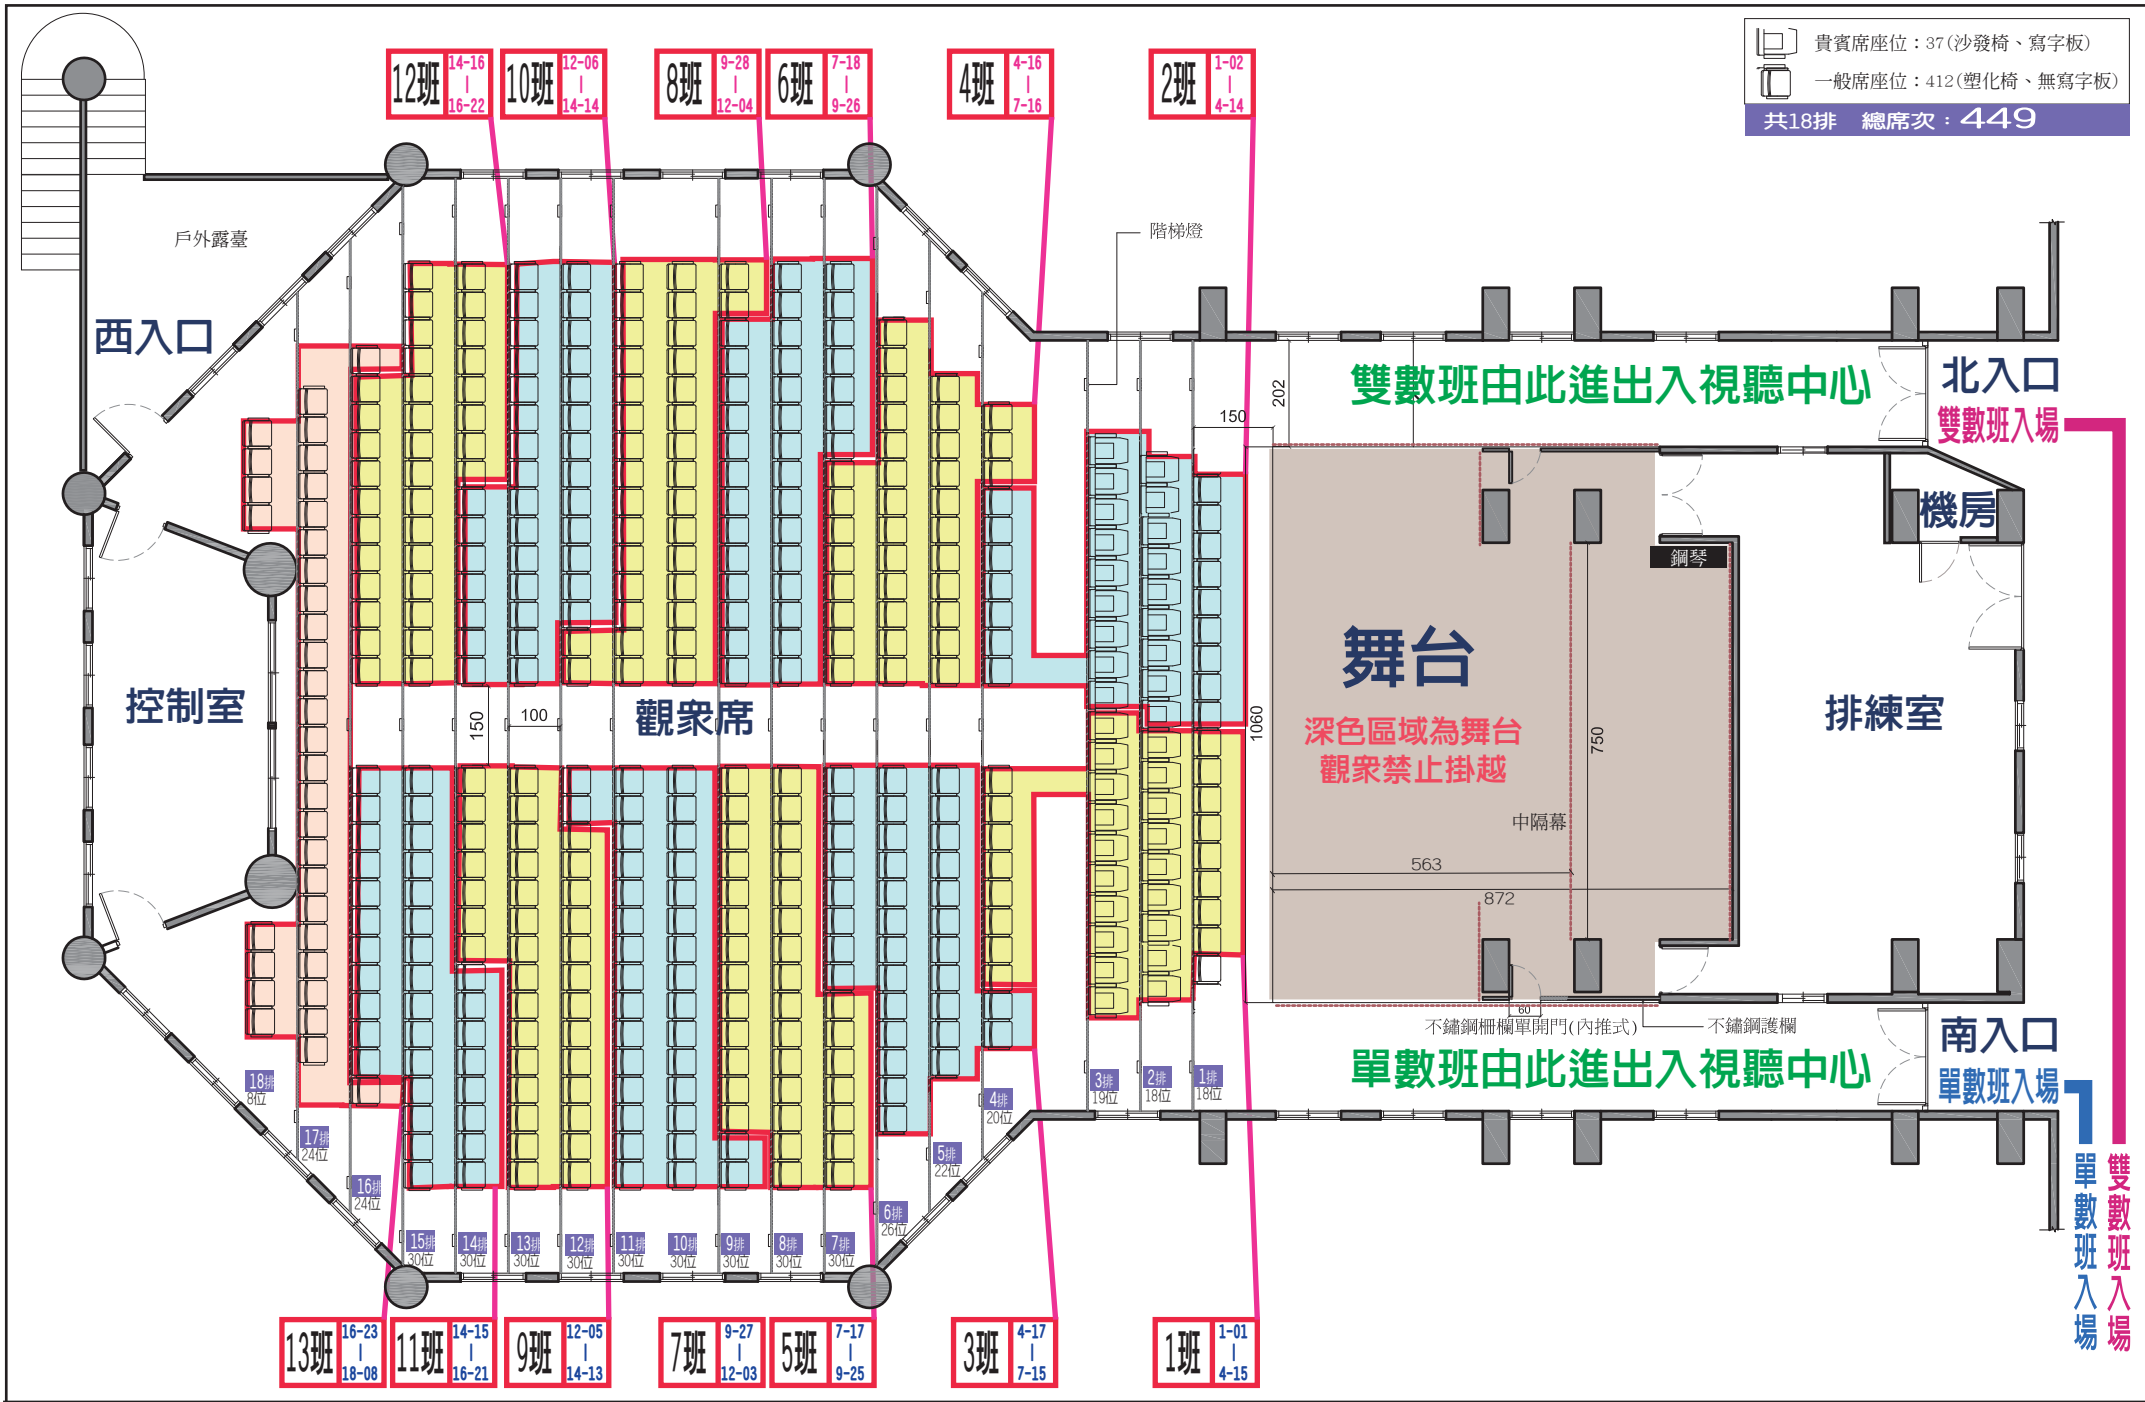 貴賓席座位：37(沙發椅、寫字板)
一般席座位：412(塑化椅、無寫字板)
共18排 總席次：449
12班 14-16 | 16-22
10班 12-06 | 14-14
8班 9-28 | 12-04
6班 7-18 | 9-26
4班 4-16 | 7-16
2班 1-02 | 4-14
戶外露臺
階梯燈
西入口
雙數班由此進出入視聽中心
北入口
雙數班入場
202
150
機房
鋼琴
舞台
控制室
觀衆席
150
100
1060
深色區域為舞台
觀衆禁止掛越
750
排練室
中隔幕
563
872
60
不鏽鋼柵欄單開門(內推式)
不鏽鋼護欄
南入口
單數班由此進出入視聽中心
單數班入場
18排
8位
17排
24位
16排
24位
15排
30位
14排
30位
13排
30位
12排
30位
11排
30位
10排
30位
9排
30位
8排
30位
7排
30位
6排
26位
5排
22位
4排
20位
3排
19位
2排
18位
1排
18位
單數班入場
雙數班入場
13班 16-23 | 18-08
11班 14-15 | 16-21
9班 12-05 | 14-13
7班 9-27 | 12-03
5班 7-17 | 9-25
3班 4-17 | 7-15
1班 1-01 | 4-15